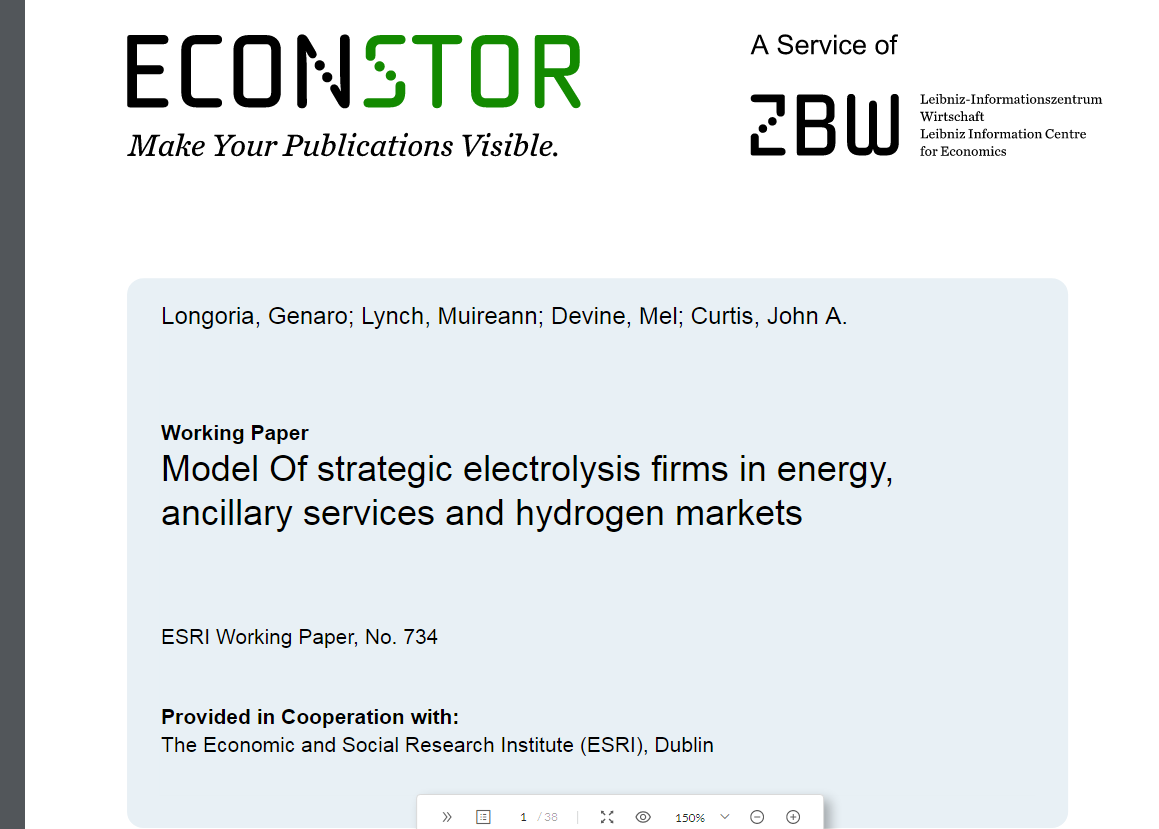 ECONSTOR
Make Your Publications Visible.
A Service of
ZBW
Leibniz-Informationszentrum
Wirtschaft
Leibniz Information Centre
for Economics
Longoria, Genaro; Lynch, Muireann; Devine, Mel; Curtis, John A.
Working Paper
Model Of strategic electrolysis firms in energy,
ancillary services and hydrogen markets
ESRI Working Paper, No. 734
Provided in Cooperation with:
The Economic and Social Research Institute (ESRI), Dublin
1 / 38 150%